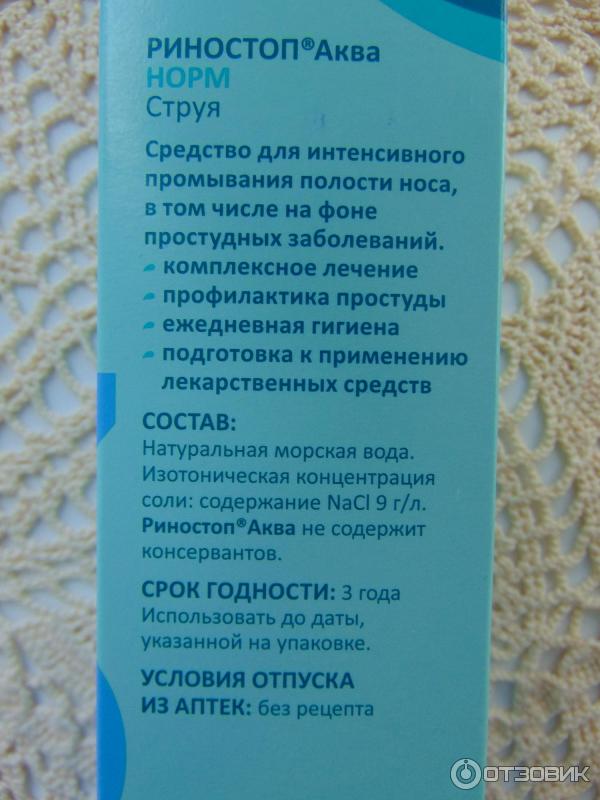 РИНОСТОП®Аква
НОРМ
Струя
Средство для интенсивного
промывания полости носа,
в том числе на фоне
простудных заболеваний.
комплексное лечение
профилактика простуды
ежедневная гигиена
подготовка к применению
лекарственных средств
СОСТАВ:
Натуральная морская вода.
Изотоническая концентрация
соли: содержание NaCl 9 г/л.
Риностоп®Аква не содержит
консервантов.
СРОК ГОДНОСТИ: 3 года
Использовать до даты,
указанной на упаковке.
УСЛОВИЯ ОТПУСКА
ИЗ АПТЕК: без рецепта
ОТЗОВИК